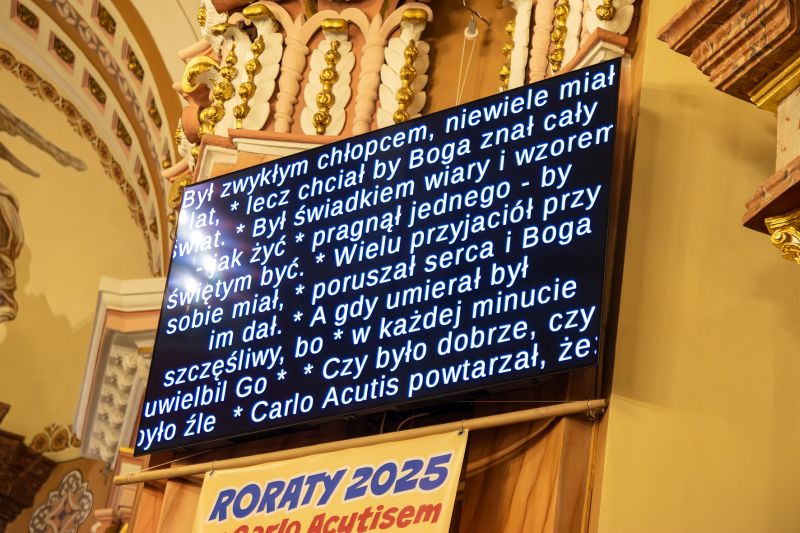 Był zwykłym chłopcem, niewiele miał
lat, * lecz chciał by Boga znał cały
świat. * Był świadkiem wiary i wzorem
- jak żyć * pragnął jednego - by
świętym być. * Wielu przyjaciół przy
sobie miał, * poruszał serca i Boga
im dał. * A gdy umierał był
szczęśliwy, bo * w każdej minucie
uwielbił Go * * Czy było dobrze, czy
było źle * Carlo Acutis powtarzał, że:
RORATY 2025
Carlo Acutisem